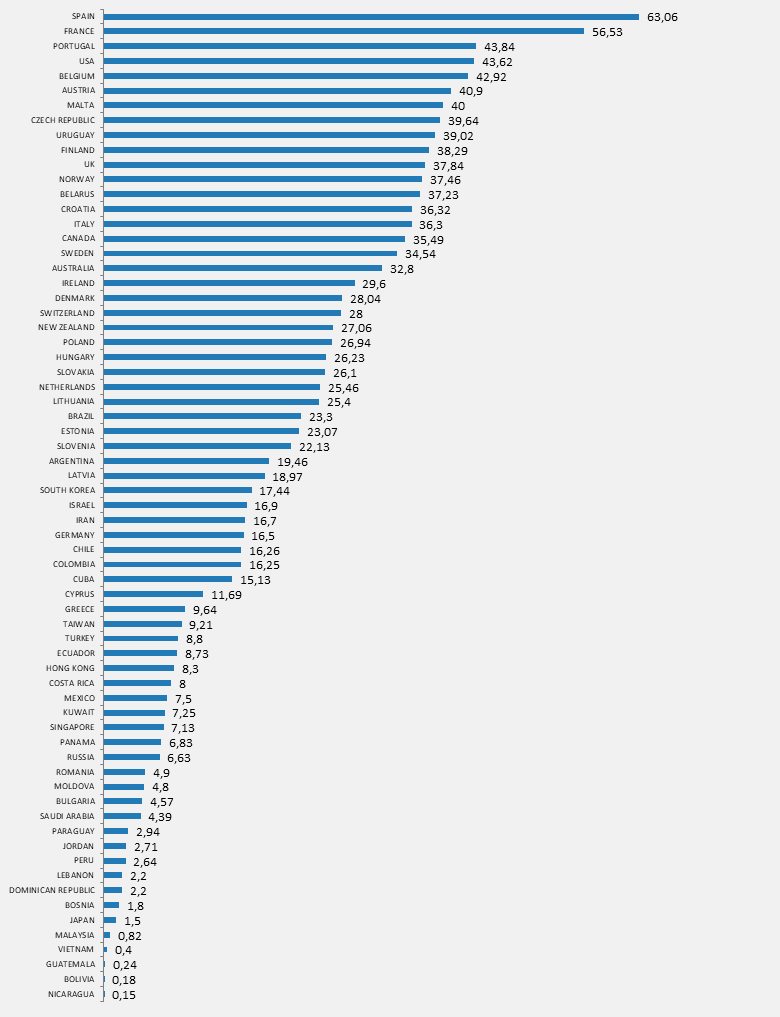 SPAIN 63,06
FRANCE 56,53
PORTUGAL 43,84
USA 43,62
BELGIUM 42,92
AUSTRIA 40,9
MALTA 40
CZECH REPUBLIC 39,64
URUGUAY 39,02
FINLAND 38,29
UK 37,84
NORWAY 37,46
BELARUS 37,23
CROATIA 36,32
ITALY 36,3
CANADA 35,49
SWEDEN 34,54
AUSTRALIA 32,8
IRELAND 29,6
DENMARK 28,04
SWITZERLAND 28
NEW ZEALAND 27,06
POLAND 26,94
HUNGARY 26,23
SLOVAKIA 26,1
NETHERLANDS 25,46
LITHUANIA 25,4
BRAZIL 23,3
ESTONIA 23,07
SLOVENIA 22,13
ARGENTINA 19,46
LATVIA 18,97
SOUTH KOREA 17,44
ISRAEL 16,9
IRAN 16,7
GERMANY 16,5
CHILE 16,26
COLOMBIA 16,25
CUBA 15,13
CYPRUS 11,69
GREECE 9,64
TAIWAN 9,21
TURKEY 8,8
ECUADOR 8,73
HONG KONG 8,3
COSTA RICA 8
MEXICO 7,5
KUWAIT 7,25
SINGAPORE 7,13
PANAMA 6,83
RUSSIA 6,63
ROMANIA 4,9
MOLDOVA 4,8
BULGARIA 4,57
SAUDI ARABIA 4,39
PARAGUAY 2,94
JORDAN 2,71
PERU 2,64
LEBANON 2,2
DOMINICAN REPUBLIC 2,2
BOSNIA 1,8
JAPAN 1,5
MALAYSIA 0,82
VIETNAM 0,4
GUATEMALA 0,24
BOLIVIA 0,18
NICARAGUA 0,15